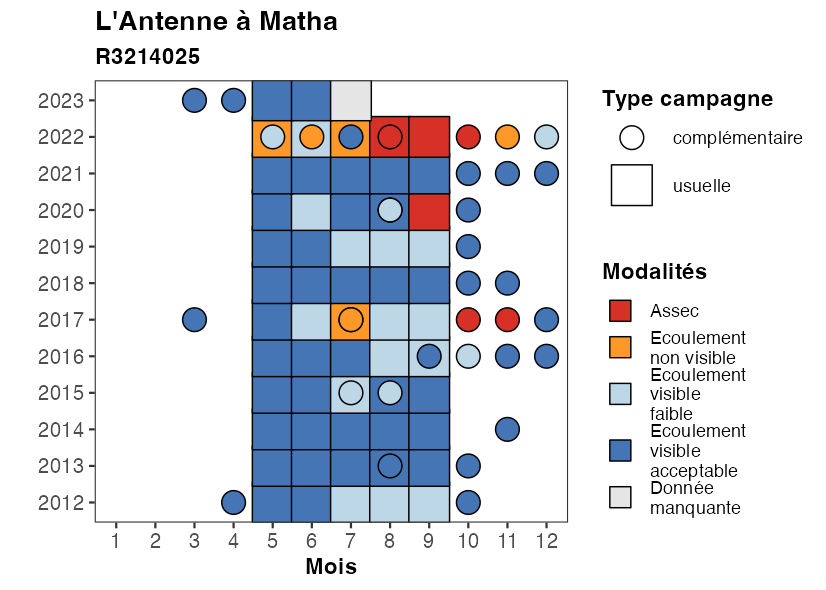 L'Antenne à Matha
R3214025
2023
2022
2021
2020
2019
2018
2017
2016
2015
2014
2013
2012
1 2 3 4 5 6 7 8 9 10 11 12
Mois
Type campagne
complémentaire
usuelle
Modalités
Assec
Ecoulement
non visible
Ecoulement
visible
faible
Ecoulement
visible
acceptable
Donnée
manquante